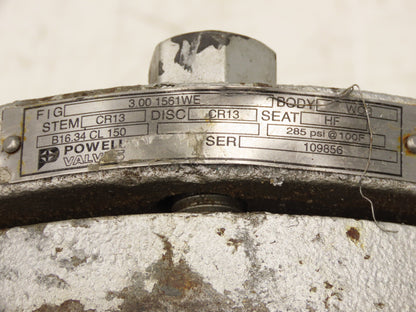 FIG 3.00 1561WE BODY WCB
STEM CR13 DISC CR13 SEAT HF
B16.34 CL 150 285 psi @ 100F
POWELL VALVES SER 109856